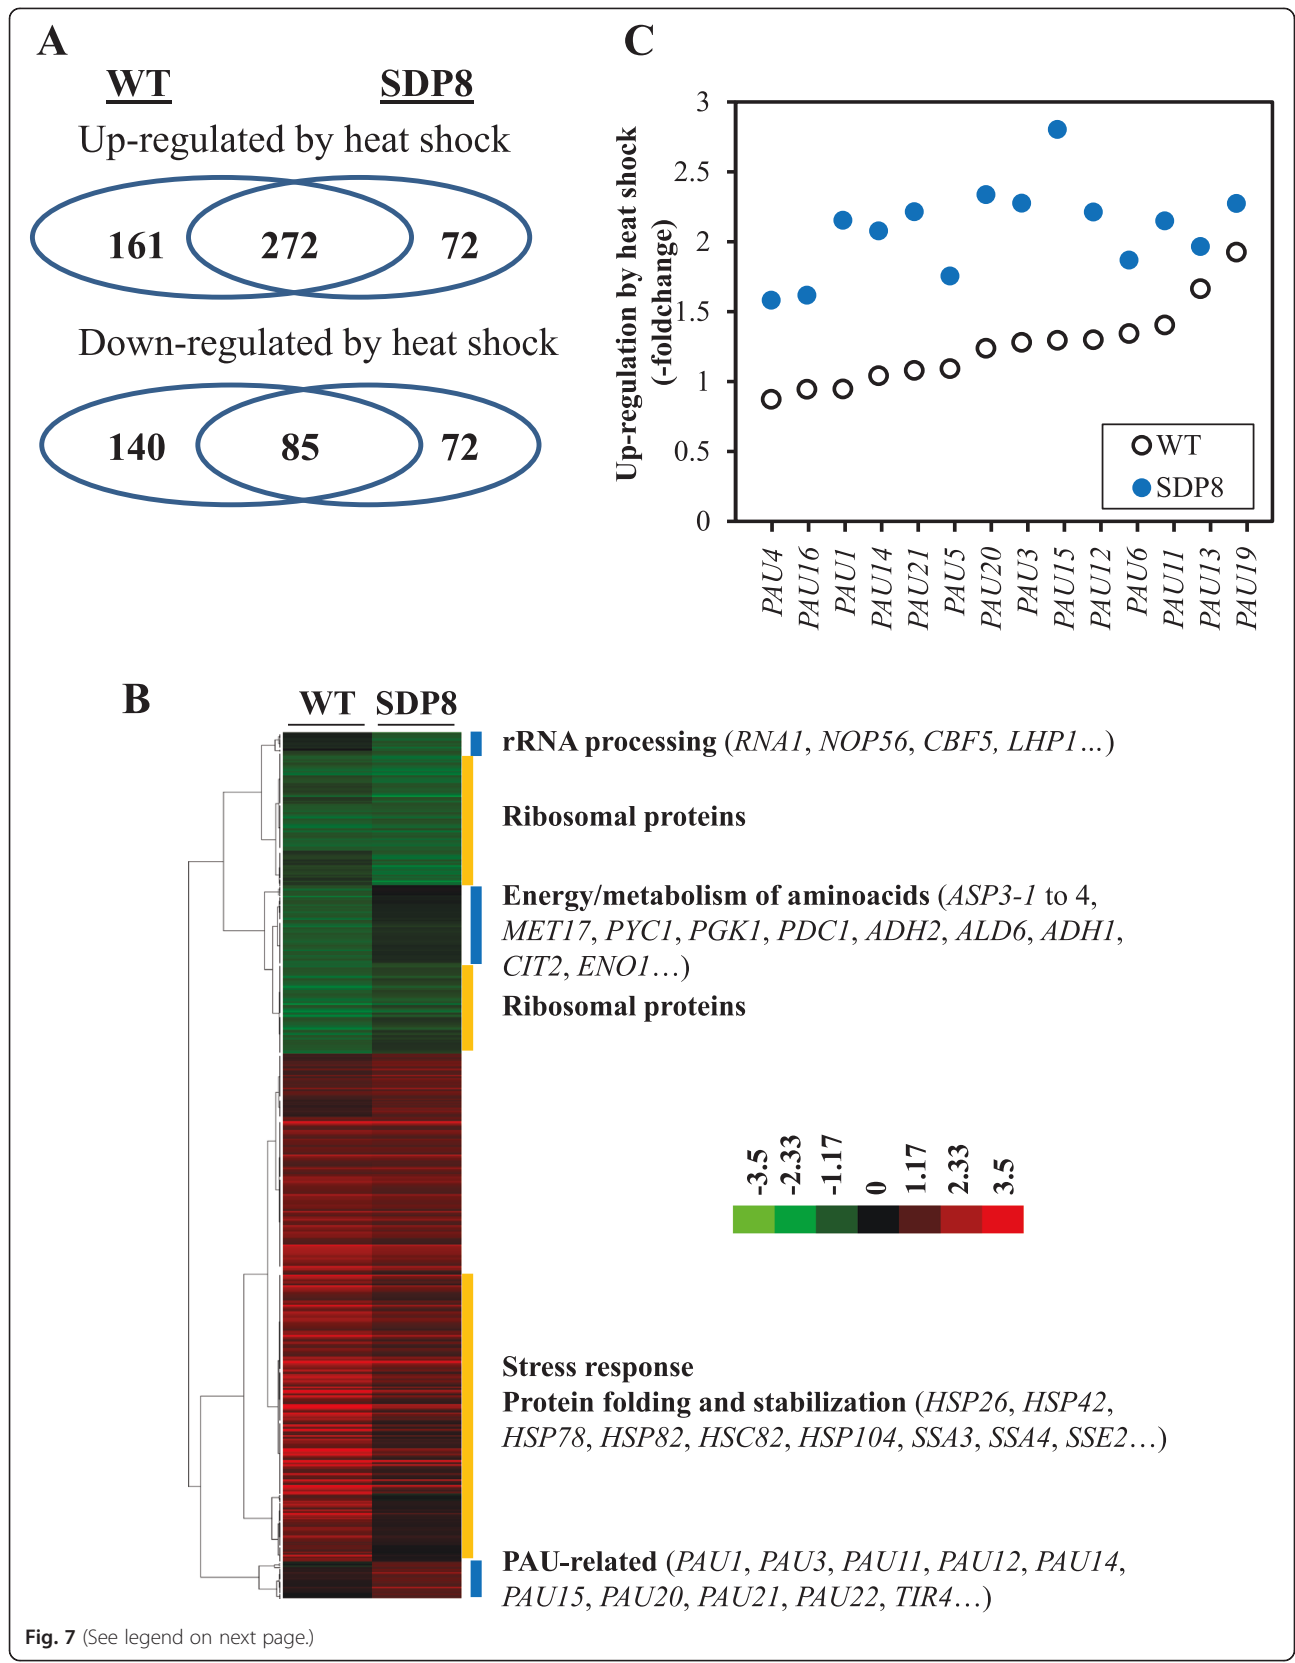 A
WT SDP8
Up-regulated by heat shock
161 272 72
Down-regulated by heat shock
140 85 72
C
Up-regulation by heat shock
(-foldchange)
3
2.5
2
1.5
1
0.5
0
WT
SDP8
PAU4 PAU16 PAU1 PAU14 PAU21 PAU5 PAU20 PAU3 PAU15 PAU12 PAU6 PAU11 PAU13 PAU19
B
WT SDP8
rRNA processing (RNA1, NOP56, CBF5, LHP1...)
Ribosomal proteins
Energy/metabolism of aminoacids (ASP3-1 to 4,
MET17, PYC1, PGK1, PDC1, ADH2, ALD6, ADH1,
CIT2, ENO1...)
Ribosomal proteins
-3.5 -2.33 -1.17 0 1.17 2.33 3.5
Stress response
Protein folding and stabilization (HSP26, HSP42,
HSP78, HSP82, HSC82, HSP104, SSA3, SSA4, SSE2...)
PAU-related (PAU1, PAU3, PAU11, PAU12, PAU14,
PAU15, PAU20, PAU21, PAU22, TIR4...)
Fig. 7 (See legend on next page.)